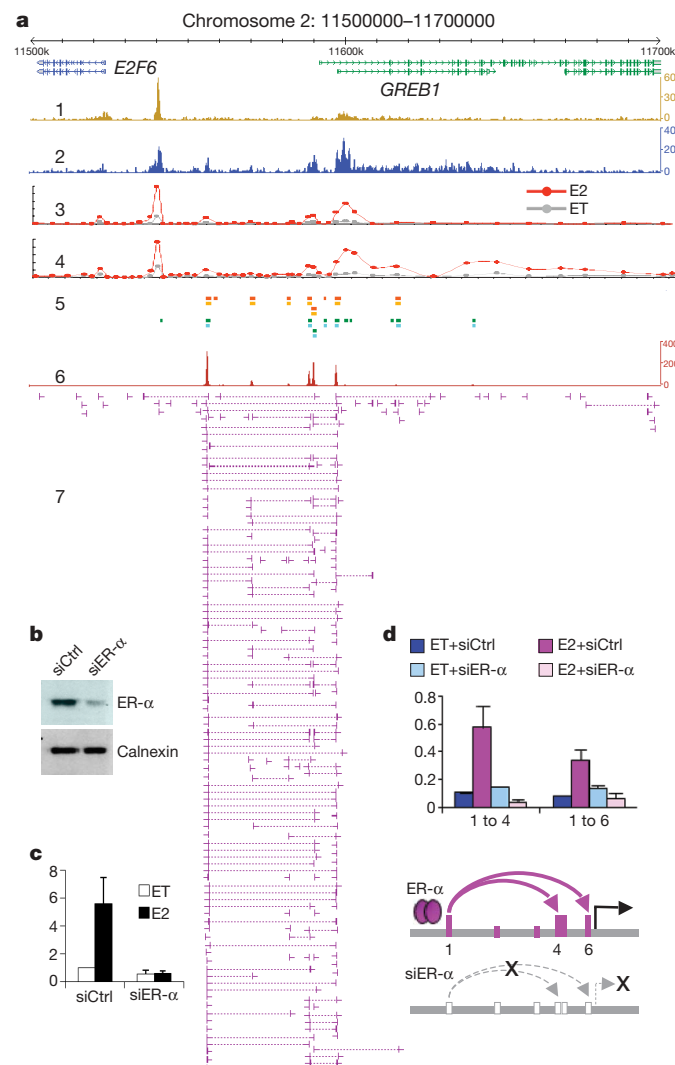 a
Chromosome 2: 11500000–11700000
11500k 11600k 11700k
E2F6
GREB1
1
60
30
0
2
40
20
0
3
E2
ET
4
5
6
400
200
0
7
b
siCtrl siER-α
ER-α
Calnexin
c
8
6
4
2
0
ET
E2
siCtrl siER-α
d
ET+siCtrl E2+siCtrl
ET+siER-α E2+siER-α
0.8
0.6
0.4
0.2
0
1 to 4 1 to 6
ER-α
1 4 6
siER-α
X X